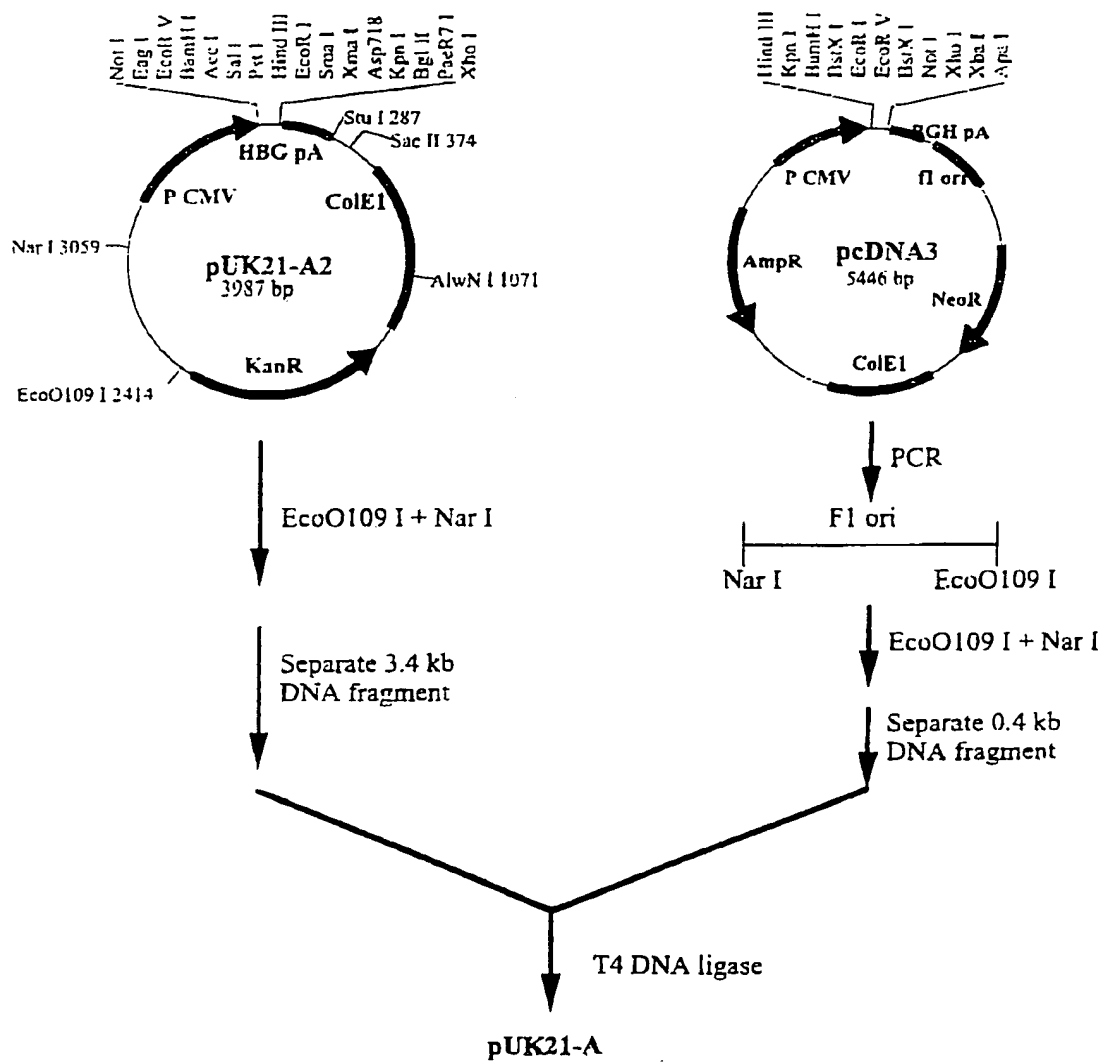 Not I
Eag I
EcoR V
BamH I
Acc I
Sal I
Pst I
Hind III
EcoR I
Sma I
Xma I
Asp718
Kpn I
Bgl II
PaeR7 I
Xho I
Stu I 287
Sac II 374
HBG pA
P CMV
ColE1
Nar I 3059
pUK21-A2
3987 bp
AlwN I 1071
KanR
EcoO109 I 2414
Hind III
Kpn I
BamH I
BstX I
EcoR I
EcoR V
BstX I
Not I
Xho I
Xba I
Apa I
BGH pA
P CMV
f1 ori
AmpR
pcDNA3
5446 bp
NeoR
ColE1
PCR
EcoO109 I + Nar I
F1 ori
Nar I
EcoO109 I
EcoO109 I + Nar I
Separate 3.4 kb
DNA fragment
Separate 0.4 kb
DNA fragment
T4 DNA ligase
pUK21-A